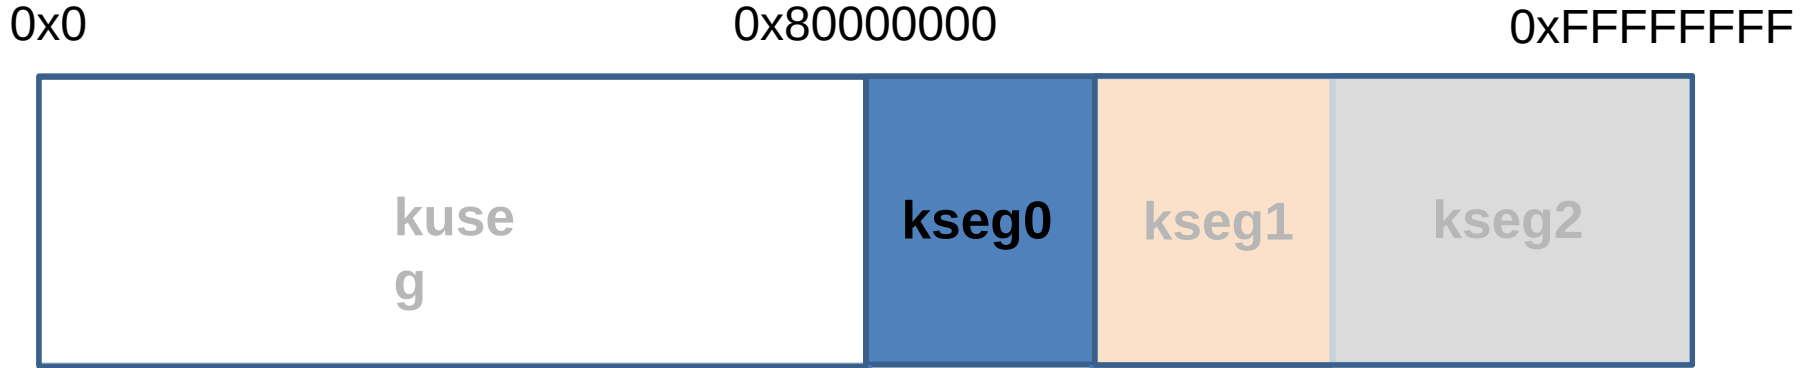 0x0
0x80000000
0xFFFFFFFF
kuse
g
kseg0
kseg1
kseg2